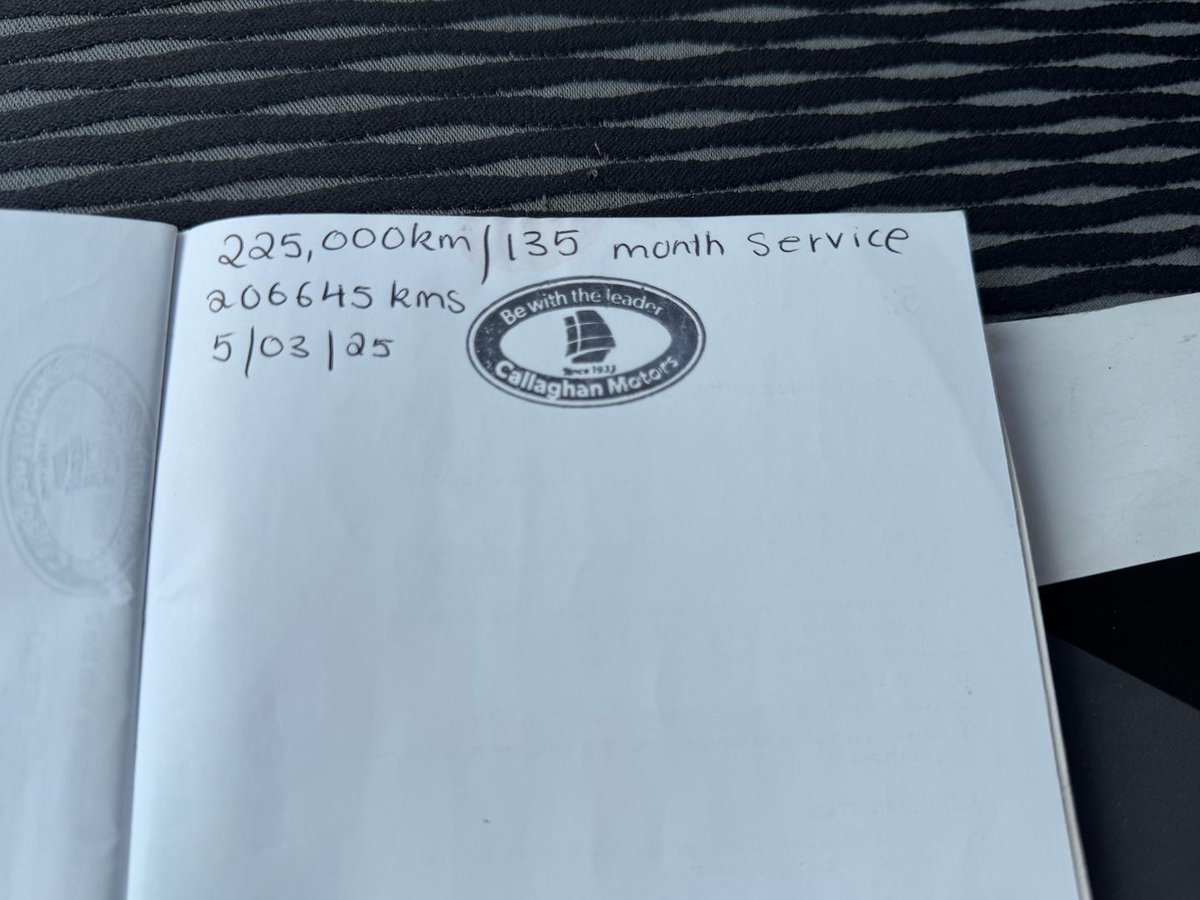 225,000km/135 month Service
206645 kms
5/03/25
Be with the leader
Since 1933
Callaghan Motors